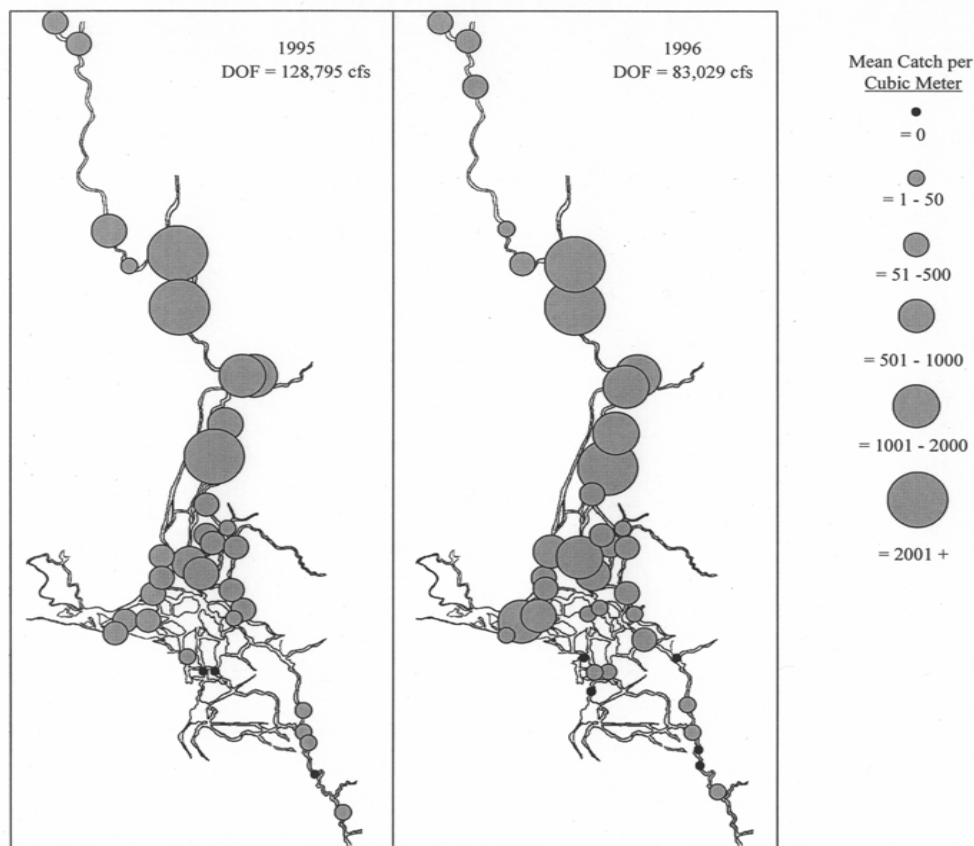 1995
DOF = 128,795 cfs
1996
DOF = 83,029 cfs
Mean Catch per
Cubic Meter
= 0
= 1 - 50
= 51 -500
= 501 - 1000
= 1001 - 2000
= 2001 +